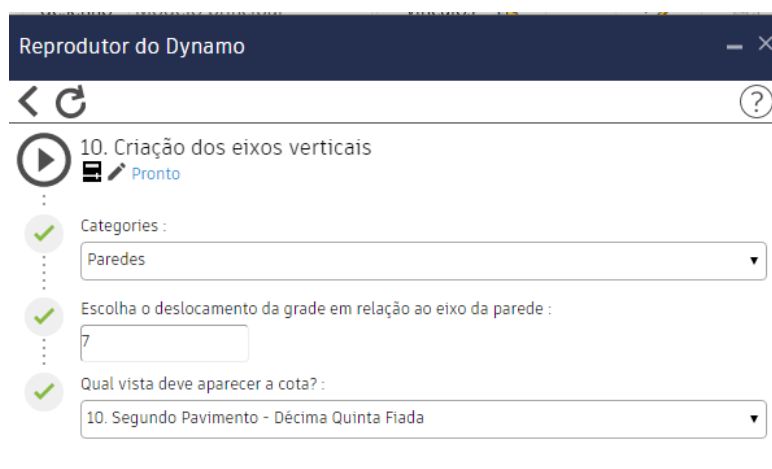 Reprodutor do Dynamo
?
10. Criação dos eixos verticais
Pronto
Categories :
Paredes
Escolha o deslocamento da grade em relação ao eixo da parede :
7
Qual vista deve aparecer a cota? :
10. Segundo Pavimento - Décima Quinta Fiada